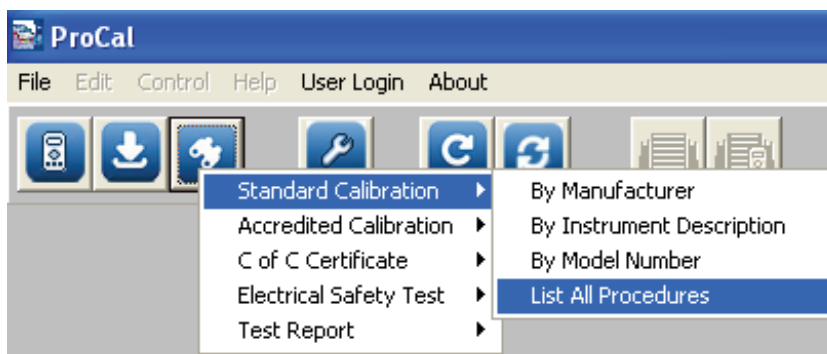 ProCal
File Edit Control Help User Login About
Standard Calibration
Accredited Calibration
C of C Certificate
Electrical Safety Test
Test Report
By Manufacturer
By Instrument Description
By Model Number
List All Procedures